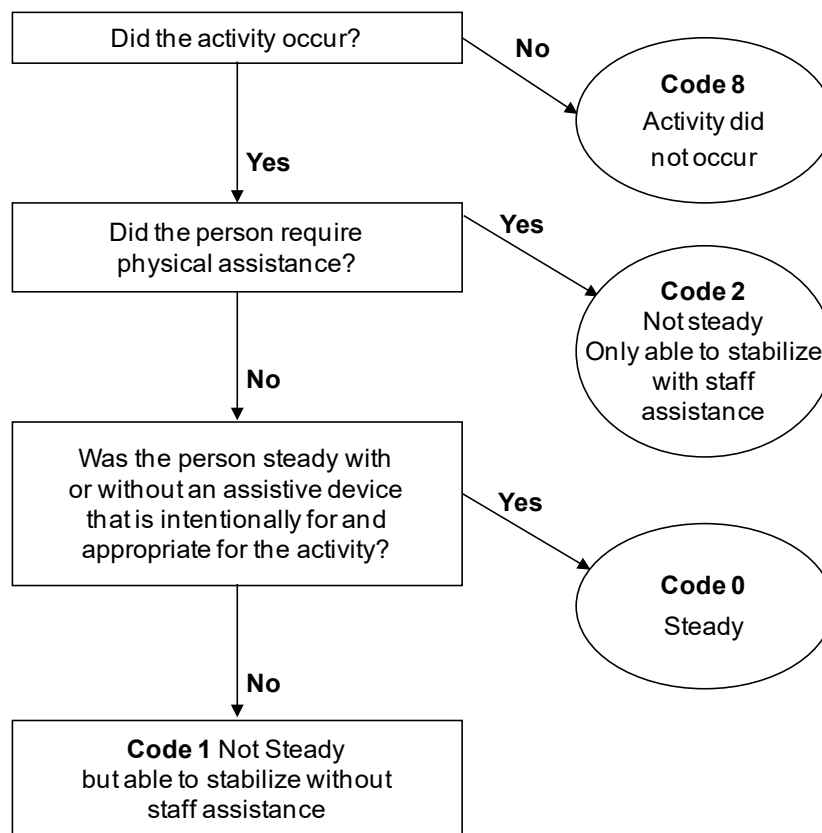 Did the activity occur?
No
Code 8
Activity did
not occur
Yes
Did the person require
physical assistance?
Yes
Code 2
Not steady
Only able to stabilize
with staff
assistance
No
Was the person steady with
or without an assistive device
that is intentionally for and
appropriate for the activity?
Yes
Code 0
Steady
No
Code 1 Not Steady
but able to stabilize without
staff assistance